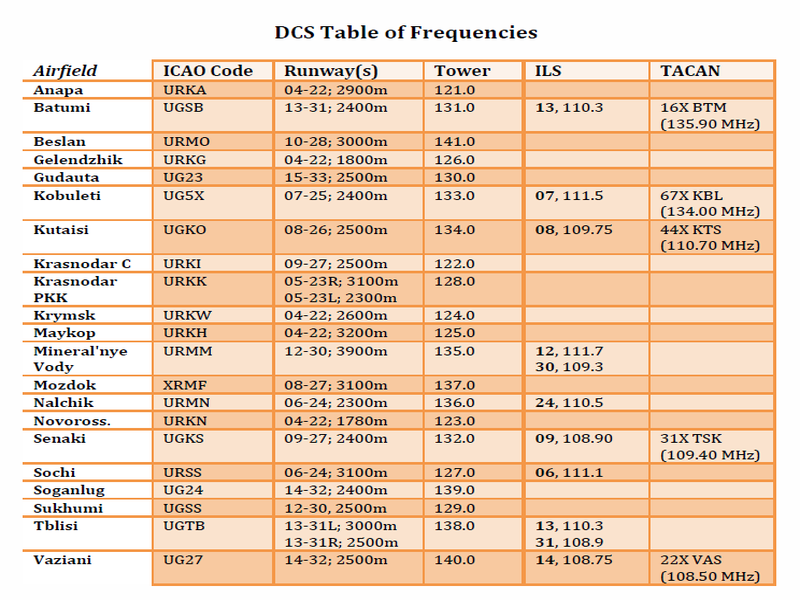 DCS Table of Frequencies
Airfield ICAO Code Runway(s) Tower ILS TACAN
Anapa URKA 04-22; 2900m 121.0
Batumi UGSB 13-31; 2400m 131.0 13, 110.3 16X BTM
(135.90 MHz)
Beslan URMO 10-28; 3000m 141.0
Gelendzhik URKG 04-22; 1800m 126.0
Gudauta UG23 15-33; 2500m 130.0
Kobuleti UG5X 07-25; 2400m 133.0 07, 111.5 67X KBL
(134.00 MHz)
Kutaisi UGKO 08-26; 2500m 134.0 08, 109.75 44X KTS
(110.70 MHz)
Krasnodar C URKI 09-27; 2500m 122.0
Krasnodar URKK 05-23R; 3100m 128.0
PKK 05-23L; 2300m
Krymsk URKW 04-22; 2600m 124.0
Maykop URKH 04-22; 3200m 125.0
Mineral'nye URMM 12-30; 3900m 135.0 12, 111.7
Vody 30, 109.3
Mozdok XRMF 08-27; 3100m 137.0
Nalchik URMN 06-24; 2300m 136.0 24, 110.5
Novoross. URKN 04-22; 1780m 123.0
Senaki UGKS 09-27; 2400m 132.0 09, 108.90 31X TSK
(109.40 MHz)
Sochi URSS 06-24; 3100m 127.0 06, 111.1
Soganlug UG24 14-32; 2400m 139.0
Sukhumi UGSS 12-30, 2500m 129.0
Tblisi UGTB 13-31L; 3000m 138.0 13, 110.3
13-31R; 2500m 31, 108.9
Vaziani UG27 14-32; 2500m 140.0 14, 108.75 22X VAS
(108.50 MHz)